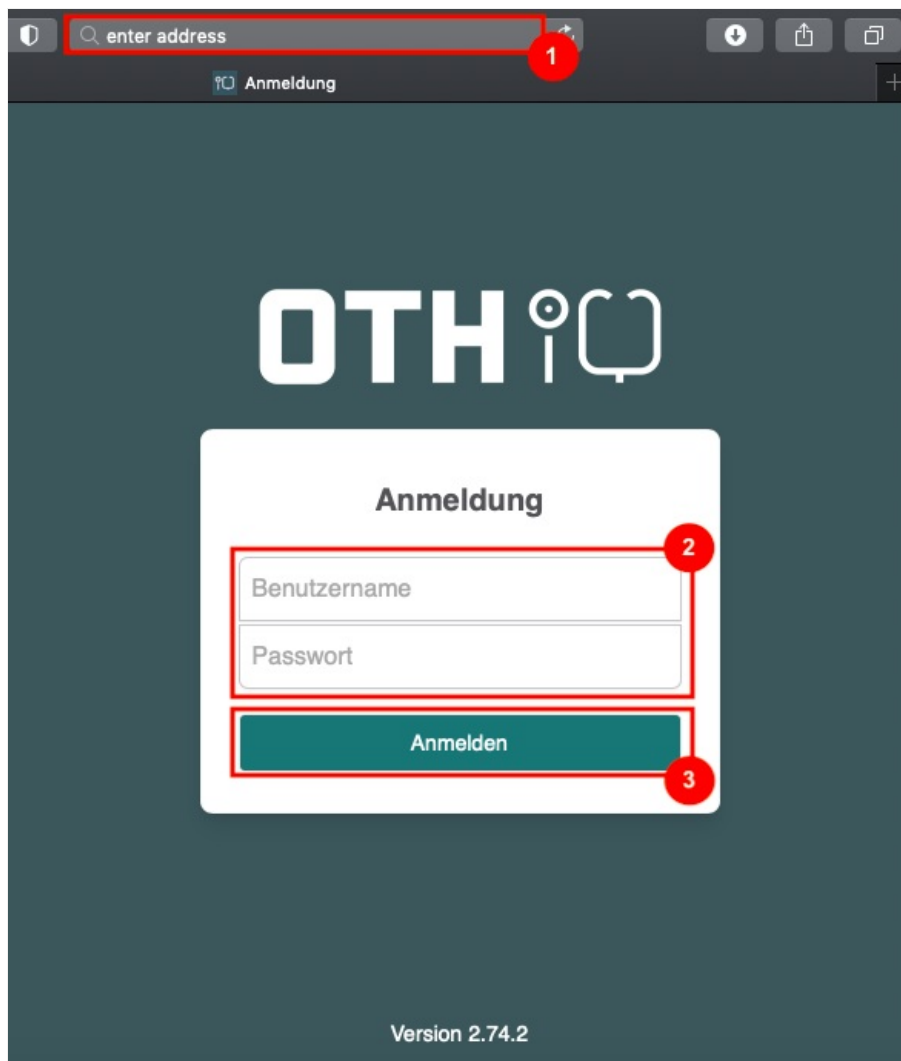 enter address
1
Anmeldung
OTH
Anmeldung
2
Benutzername
Passwort
Anmelden
3
Version 2.74.2